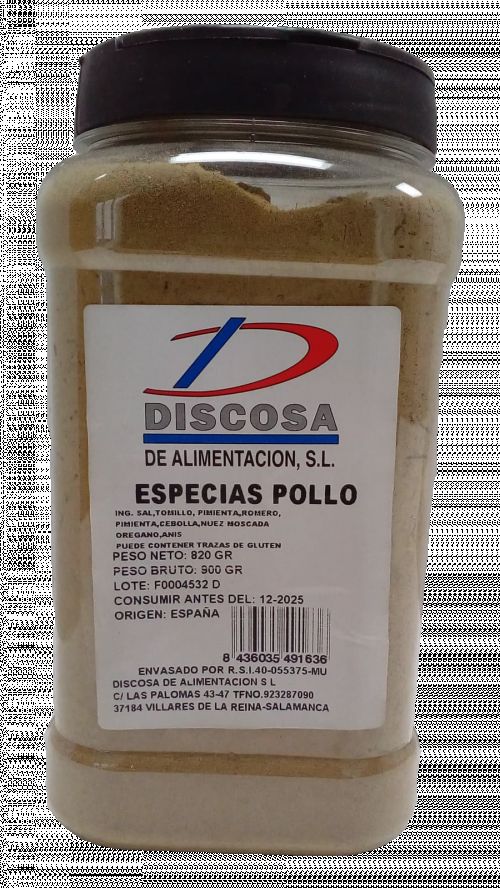 DISCOSA
DE ALIMENTACION, S.L.
ESPECIAS POLLO
ING. SAL,TOMILLO, PIMIENTA,ROMERO,
PIMIENTA,CEBOLLA,NUEZ MOSCADA
OREGANO,ANIS
PUEDE CONTENER TRAZAS DE GLUTEN
PESO NETO: 820 GR
PESO BRUTO: 900 GR
LOTE: F0004532 D
CONSUMIR ANTES DEL: 12-2025
ORIGEN: ESPAÑA
8 436035 491636
ENVASADO POR R.S.I.40-055375-MU
DISCOSA DE ALIMENTACION S L
C/ LAS PALOMAS 43-47 TFNO.923287090
37184 VILLARES DE LA REINA-SALAMANCA